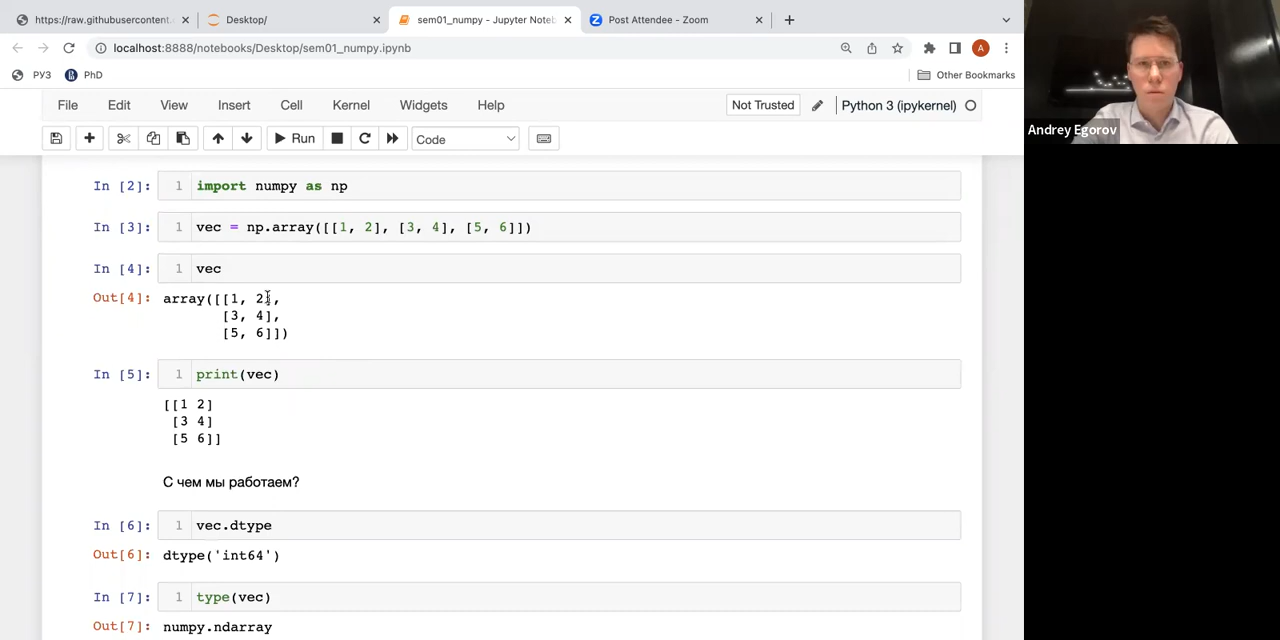 https://raw.githubusercontent. Desktop/ sem01_numpy - Jupyter Noteb Post Attendee - Zoom
localhost:8888/notebooks/Desktop/sem01_numpy.ipynb A
РУЗ PhD Other Bookmarks
File Edit View Insert Cell Kernel Widgets Help Not Trusted Python 3 (ipykernel)
Run Code
Andrey Egorov
In [2]: 1 import numpy as np
In [3]: 1 vec = np.array([[1, 2], [3, 4], [5, 6]])
In [4]: 1 vec
Out[4]: array([[1, 2],
[3, 4],
[5, 6]])
In [5]: 1 print(vec)
[[1 2]
[3 4]
[5 6]]
С чем мы работаем?
In [6]: 1 vec.dtype
Out[6]: dtype('int64')
In [7]: 1 type(vec)
Out[7]: numpy.ndarray